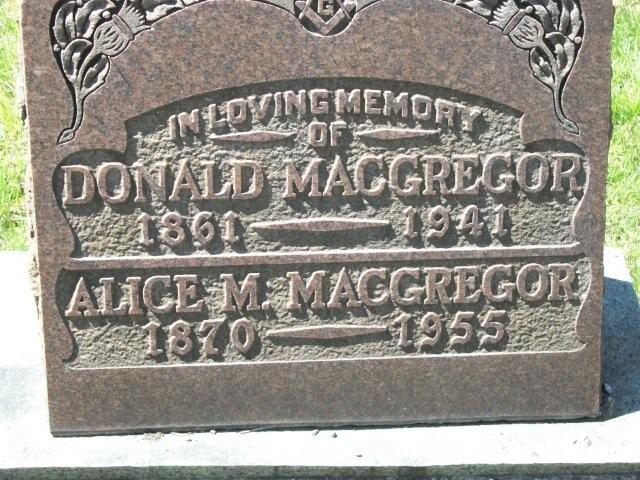 G
IN LOVING MEMORY
OF
DONALD MACGREGOR
1861 — 1941
ALICE M. MACGREGOR
1870 — 1955